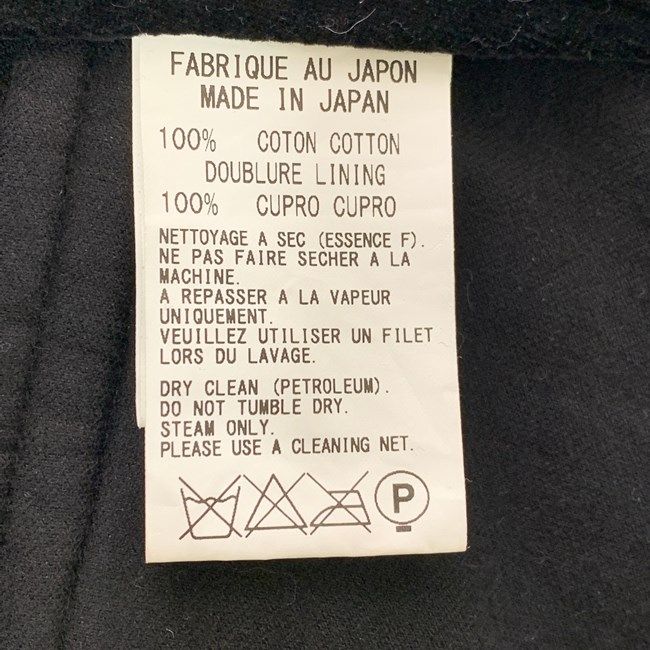 FABRIQUE AU JAPON
MADE IN JAPAN
100% COTON COTTON
DOUBLURE LINING
100% CUPRO CUPRO
NETTOYAGE A SEC (ESSENCE F).
NE PAS FAIRE SECHER A LA
MACHINE.
A REPASSER A LA VAPEUR
UNIQUEMENT.
VEUILLEZ UTILISER UN FILET
LORS DU LAVAGE.
DRY CLEAN (PETROLEUM).
DO NOT TUMBLE DRY.
STEAM ONLY.
PLEASE USE A CLEANING NET.
P